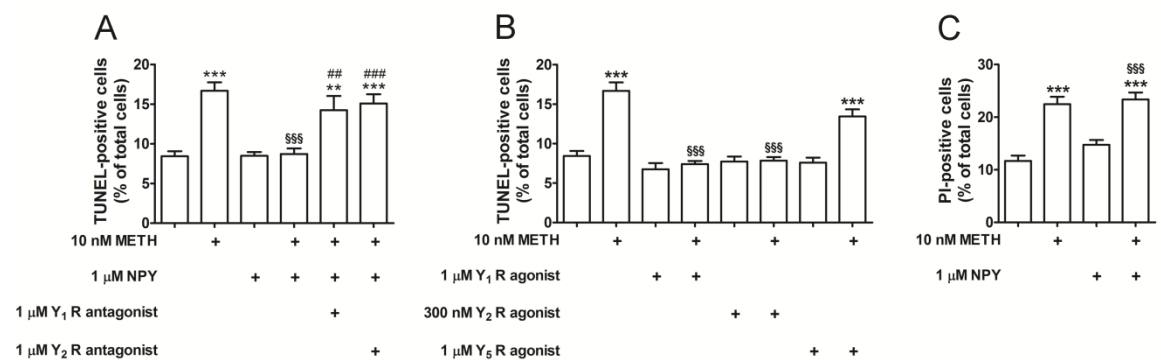 A
TUNEL-positive cells
(% of total cells)
20
15
10
5
0
***
§§§
##
**
###
***
10 nM METH + + + +
1 µM NPY + + + +
1 µM Y1 R antagonist +
1 µM Y2 R antagonist +
B
TUNEL-positive cells
(% of total cells)
20
15
10
5
0
***
§§§
§§§
***
10 nM METH + + + +
1 µM Y1 R agonist + +
300 nM Y2 R agonist + +
1 µM Y5 R agonist + +
C
PI-positive cells
(% of total cells)
30
20
10
0
***
§§§
***
10 nM METH + +
1 µM NPY + +